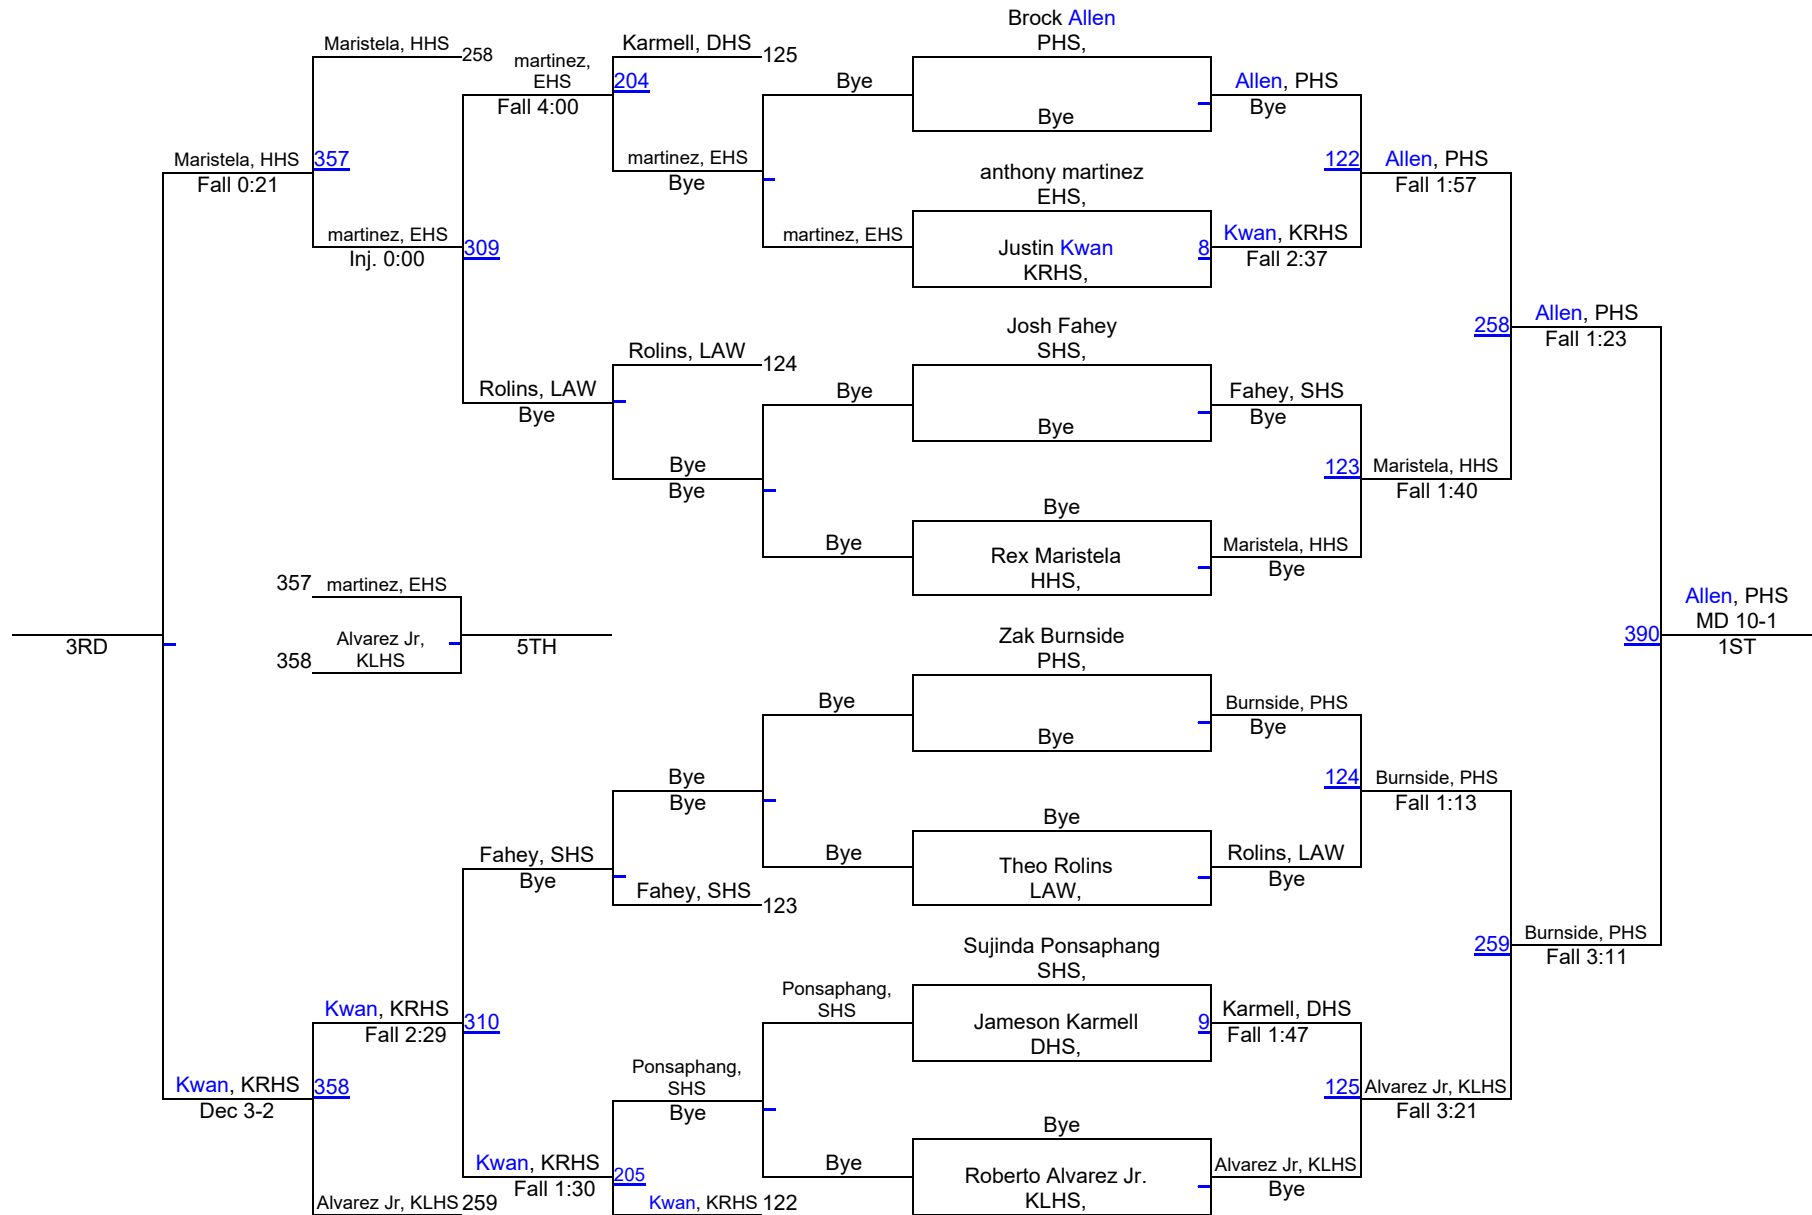 Brock Allen
PHS,
Maristela, HHS
258
martinez,
EHS
Fall 4:00
Karmell, DHS
125
204
Bye
Allen, PHS
Bye
Bye
martinez, EHS
Bye
Maristela, HHS
Fall 0:21
357
anthony martinez
EHS,
122
Allen, PHS
Fall 1:57
martinez, EHS
Inj. 0:00
309
martinez, EHS
Justin Kwan
KRHS,
8
Kwan, KRHS
Fall 2:37
Josh Fahey
SHS,
258
Allen, PHS
Fall 1:23
Rolins, LAW
124
Rolins, LAW
Bye
Bye
Fahey, SHS
Bye
Bye
Bye
Bye
123
Maristela, HHS
Fall 1:40
Bye
Bye
Rex Maristela
HHS,
Maristela, HHS
Bye
357
martinez, EHS
3RD
Alvarez Jr,
KLHS
358
5TH
Zak Burnside
PHS,
390
Allen, PHS
MD 10-1
1ST
Bye
Burnside, PHS
Bye
Bye
Bye
Bye
124
Burnside, PHS
Fall 1:13
Fahey, SHS
Bye
Bye
Bye
Theo Rolins
LAW,
Rolins, LAW
Bye
Fahey, SHS
123
Sujinda Ponsaphang
SHS,
259
Burnside, PHS
Fall 3:11
Ponsaphang,
SHS
Kwan, KRHS
Fall 2:29
310
Jameson Karmell
DHS,
9
Karmell, DHS
Fall 1:47
Kwan, KRHS
Dec 3-2
358
Ponsaphang,
SHS
Bye
125
Alvarez Jr, KLHS
Fall 3:21
Bye
Kwan, KRHS
Fall 1:30
205
Bye
Roberto Alvarez Jr.
KLHS,
Alvarez Jr, KLHS
Bye
Alvarez Jr, KLHS
259
Kwan, KRHS
122